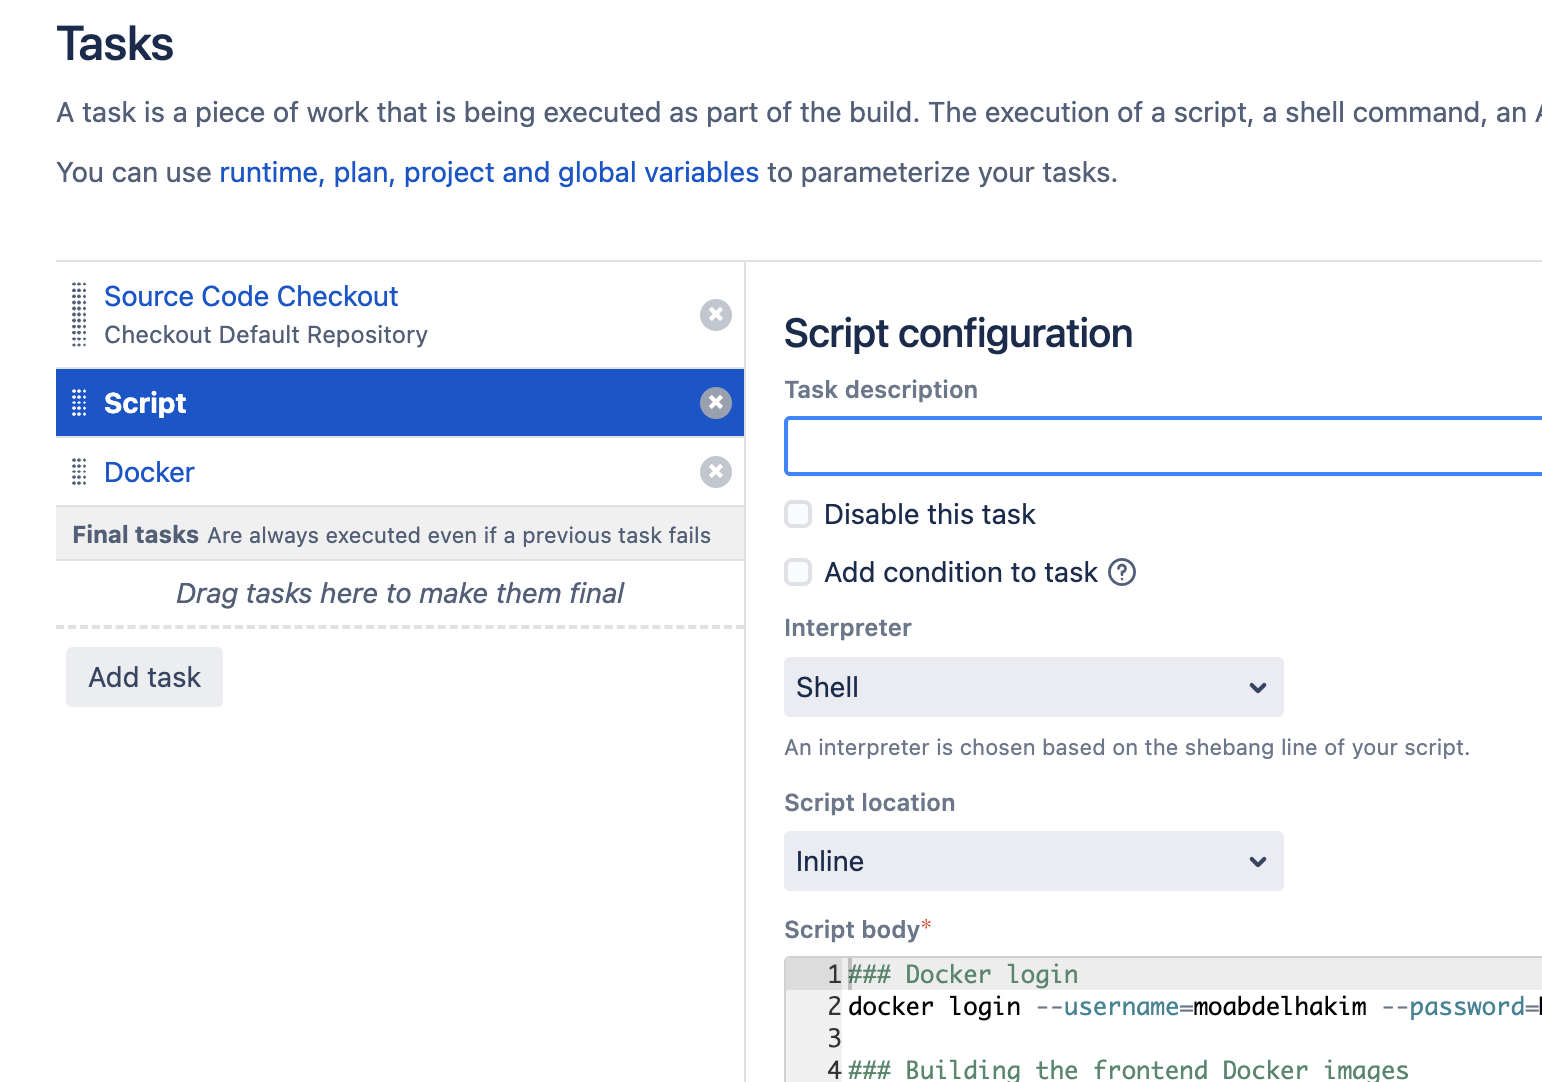 Tasks
A task is a piece of work that is being executed as part of the build. The execution of a script, a shell command, an
You can use runtime, plan, project and global variables to parameterize your tasks.
Source Code Checkout
Checkout Default Repository
Script
Docker
Final tasks Are always executed even if a previous task fails
Drag tasks here to make them final
Add task
Script configuration
Task description
Disable this task
Add condition to task ?
Interpreter
Shell
An interpreter is chosen based on the shebang line of your script.
Script location
Inline
Script body*
1 ### Docker login
2 docker login --username=moabdelhakim --password=
3
4 ### Building the frontend Docker images